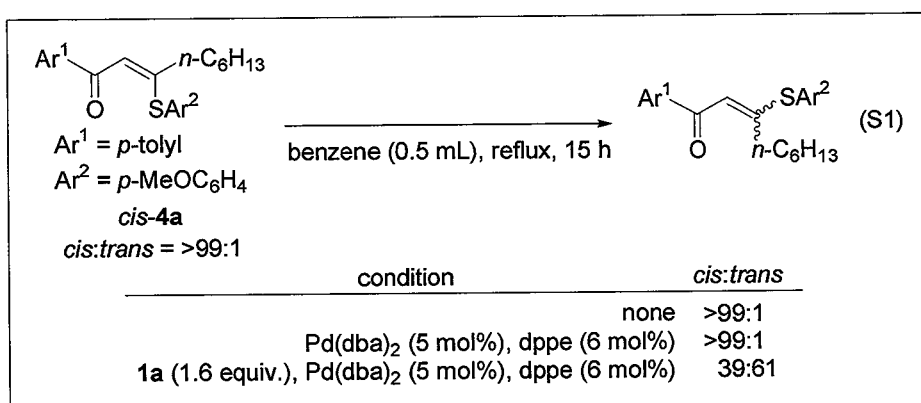 Ar¹ n-C₆H₁₃
O SAr²
Ar¹ = p-tolyl
Ar² = p-MeOC₆H₄
cis-4a
cis:trans = >99:1
benzene (0.5 mL), reflux, 15 h
Ar¹ SAr²
O n-C₆H₁₃
(S1)
condition cis:trans
none >99:1
Pd(dba)₂ (5 mol%), dppe (6 mol%) >99:1
1a (1.6 equiv.), Pd(dba)₂ (5 mol%), dppe (6 mol%) 39:61